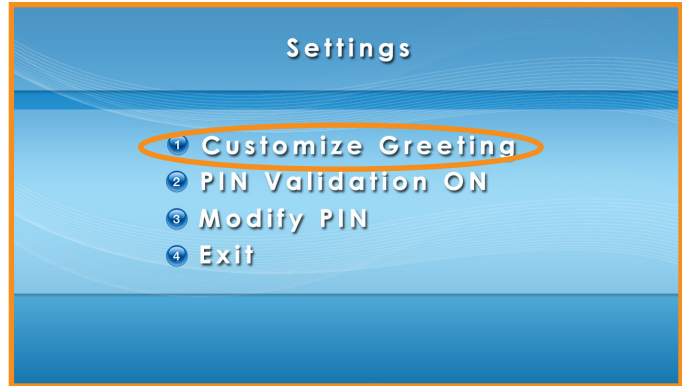 Settings
1 Customize Greeting
2 PIN Validation ON
3 Modify PIN
4 Exit